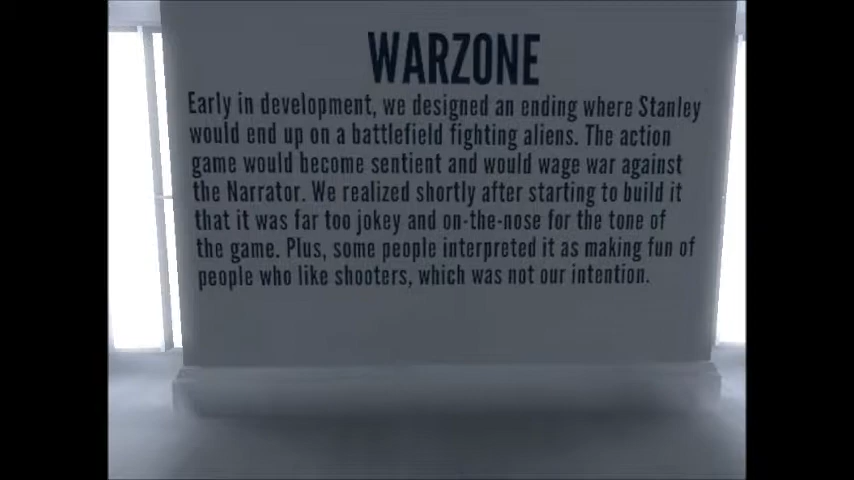 WARZONE
Early in development, we designed an ending where Stanley
would end up on a battlefield fighting aliens. The action
game would become sentient and would wage war against
the Narrator. We realized shortly after starting to build it
that it was far too jokey and on-the-nose for the tone of
the game. Plus, some people interpreted it as making fun of
people who like shooters, which was not our intention.